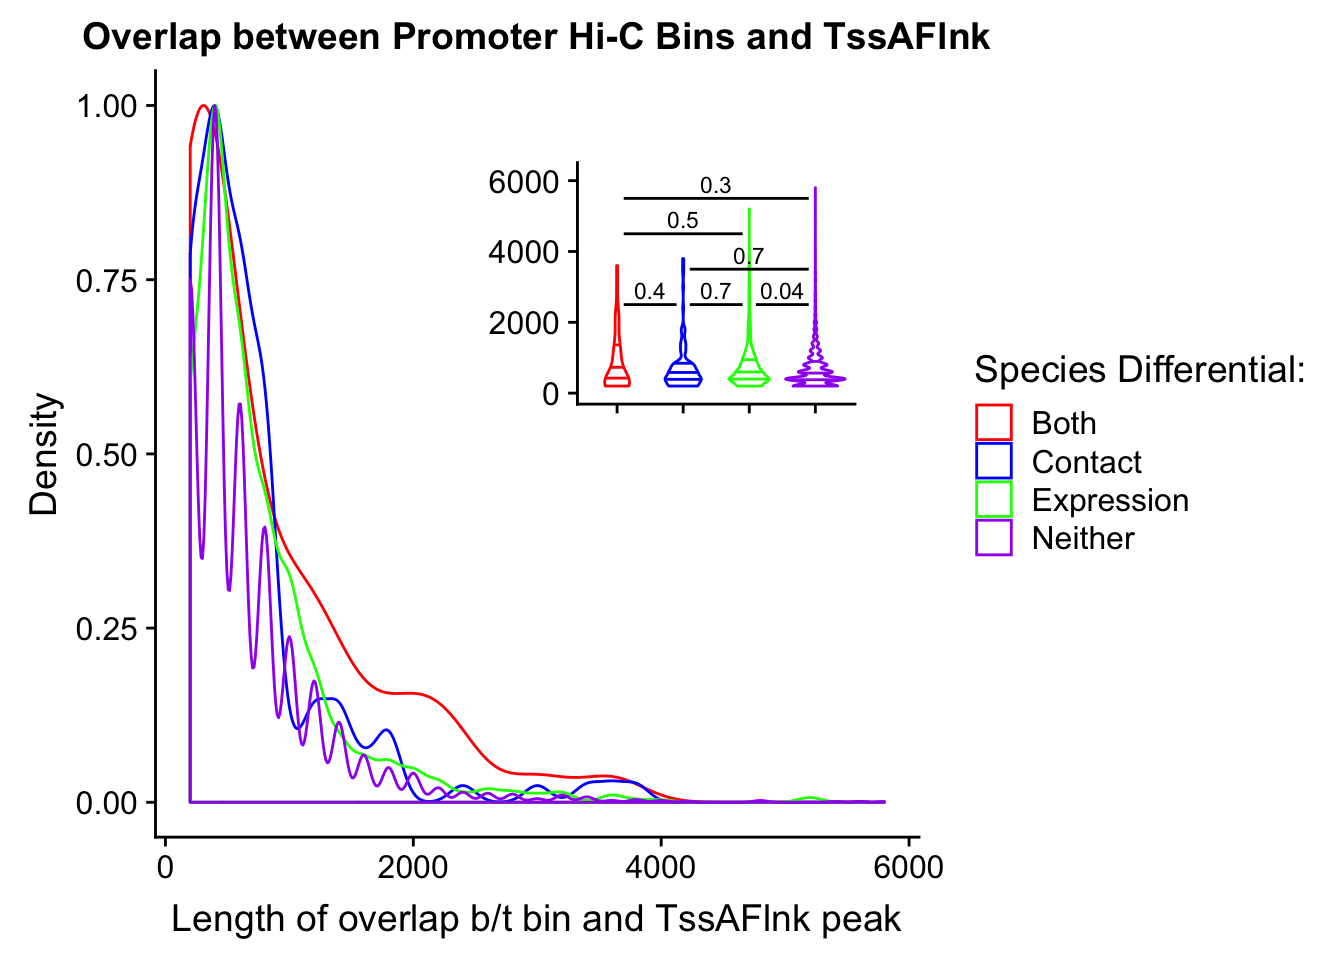 Overlap between Promoter Hi-C Bins and TssAFlnk
1.00
0.75
0.50
0.25
0.00
Density
0
2000
4000
6000
Length of overlap b/t bin and TssAFlnk peak
6000
4000
2000
0
0.3
0.5
0.7
0.4
0.7
0.04
Species Differential:
Both
Contact
Expression
Neither